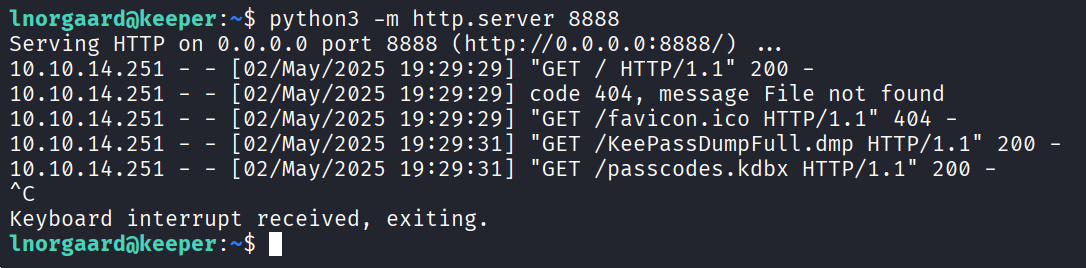 lnorgaard@keeper:~$ python3 -m http.server 8888
Serving HTTP on 0.0.0.0 port 8888 (http://0.0.0.0:8888/) ...
10.10.14.251 - - [02/May/2025 19:29:29] "GET / HTTP/1.1" 200 -
10.10.14.251 - - [02/May/2025 19:29:29] code 404, message File not found
10.10.14.251 - - [02/May/2025 19:29:29] "GET /favicon.ico HTTP/1.1" 404 -
10.10.14.251 - - [02/May/2025 19:29:31] "GET /KeePassDumpFull.dmp HTTP/1.1" 200 -
10.10.14.251 - - [02/May/2025 19:29:31] "GET /passcodes.kdbx HTTP/1.1" 200 -
^C
Keyboard interrupt received, exiting.
lnorgaard@keeper:~$